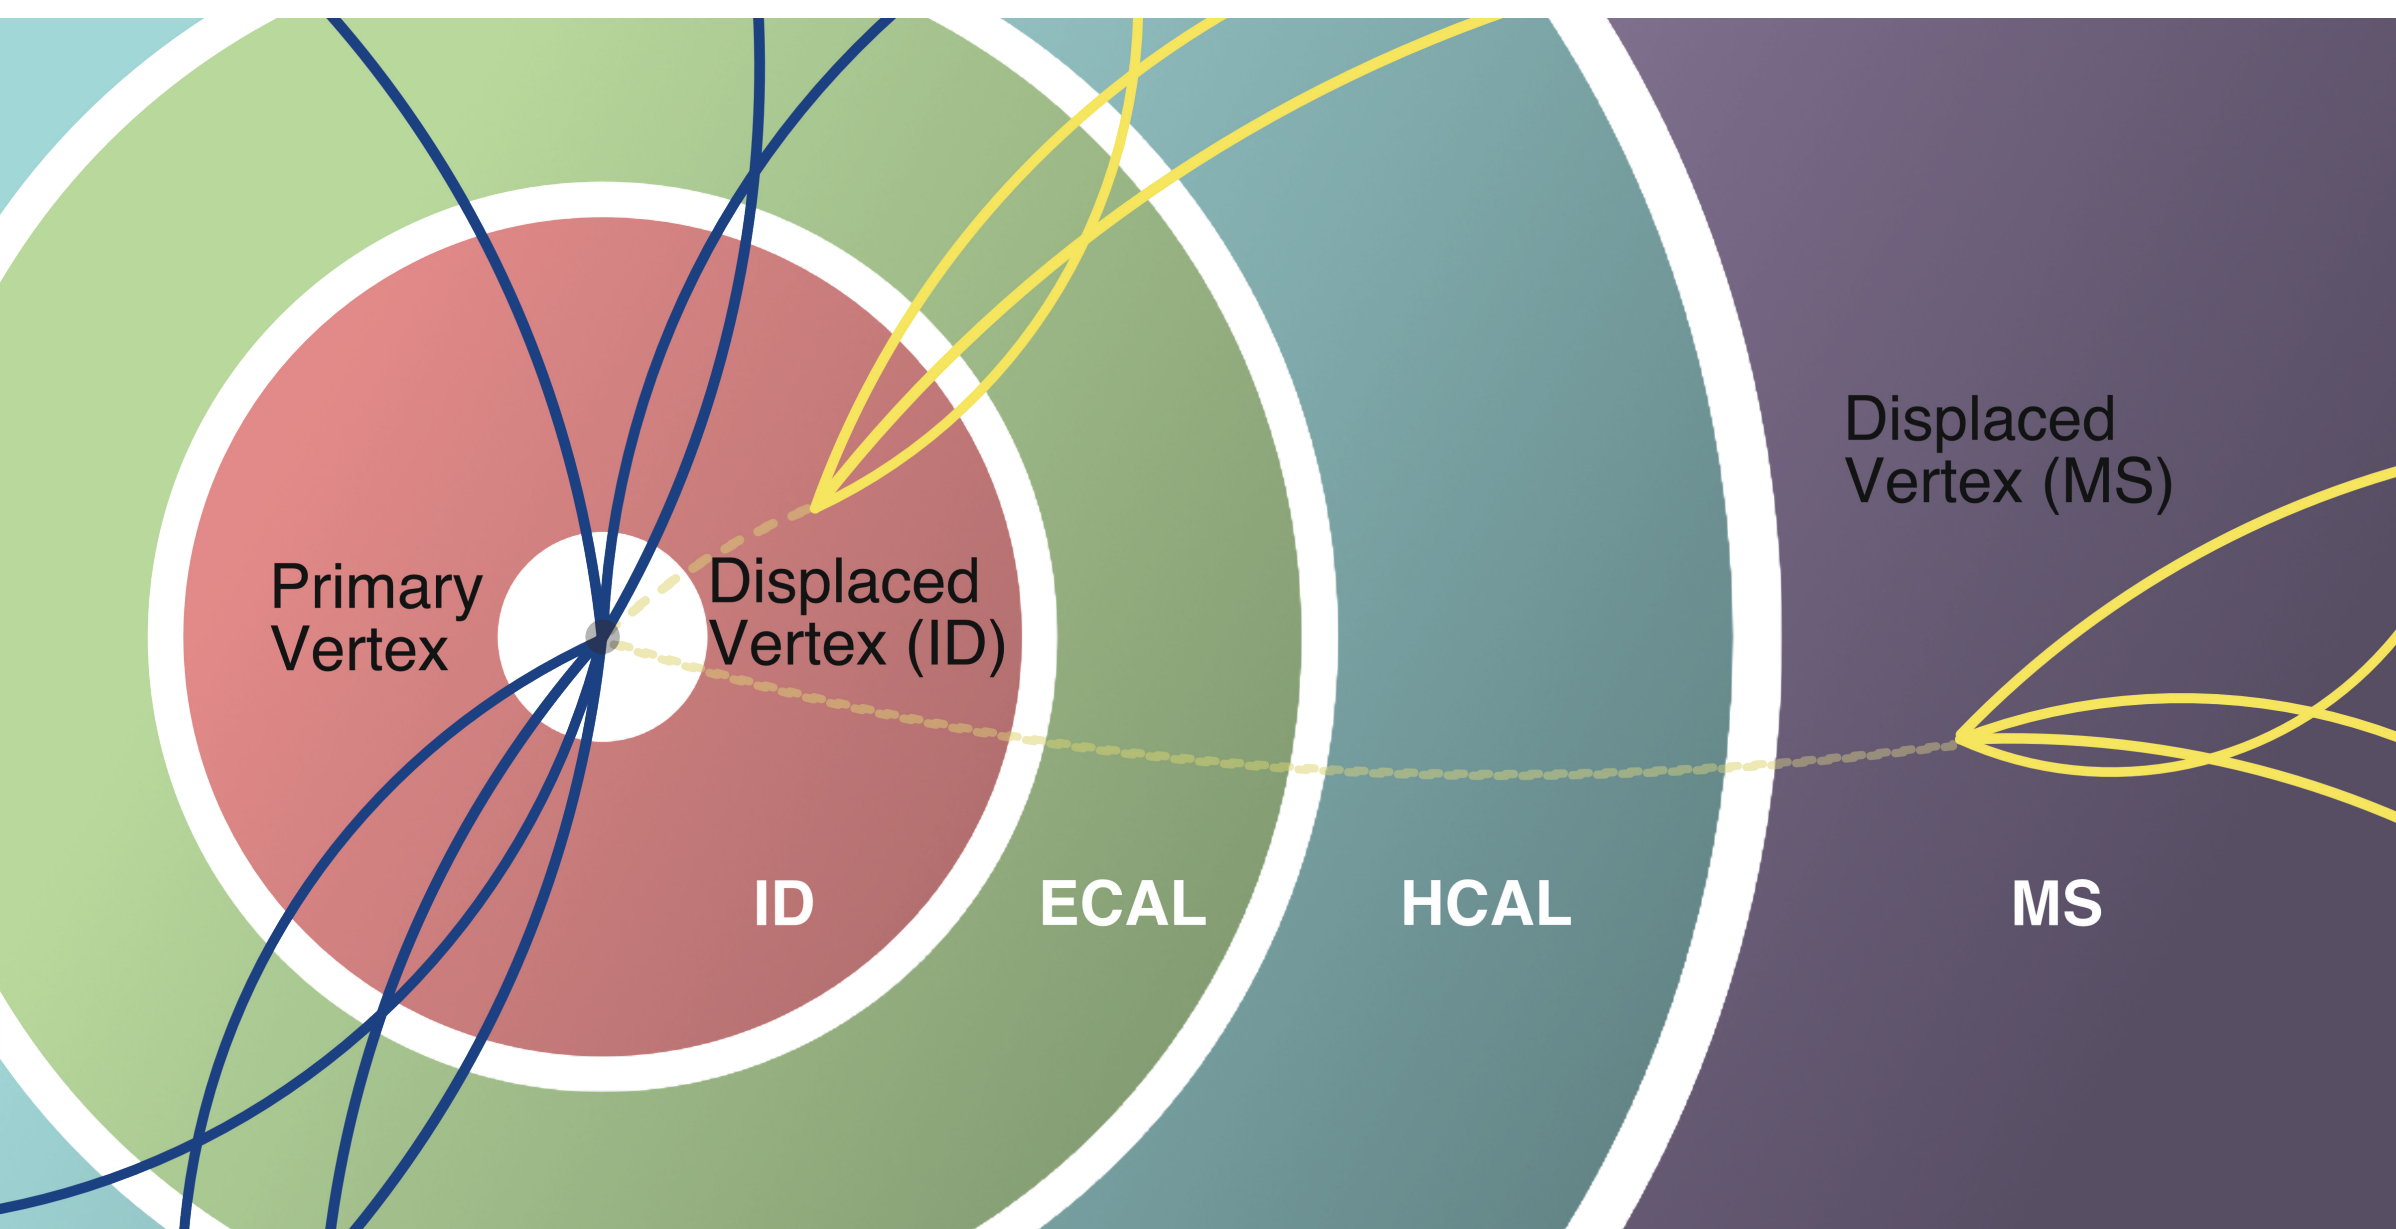 Displaced
Vertex (MS)
Primary
Vertex
Displaced
Vertex (ID)
ID
ECAL
HCAL
MS